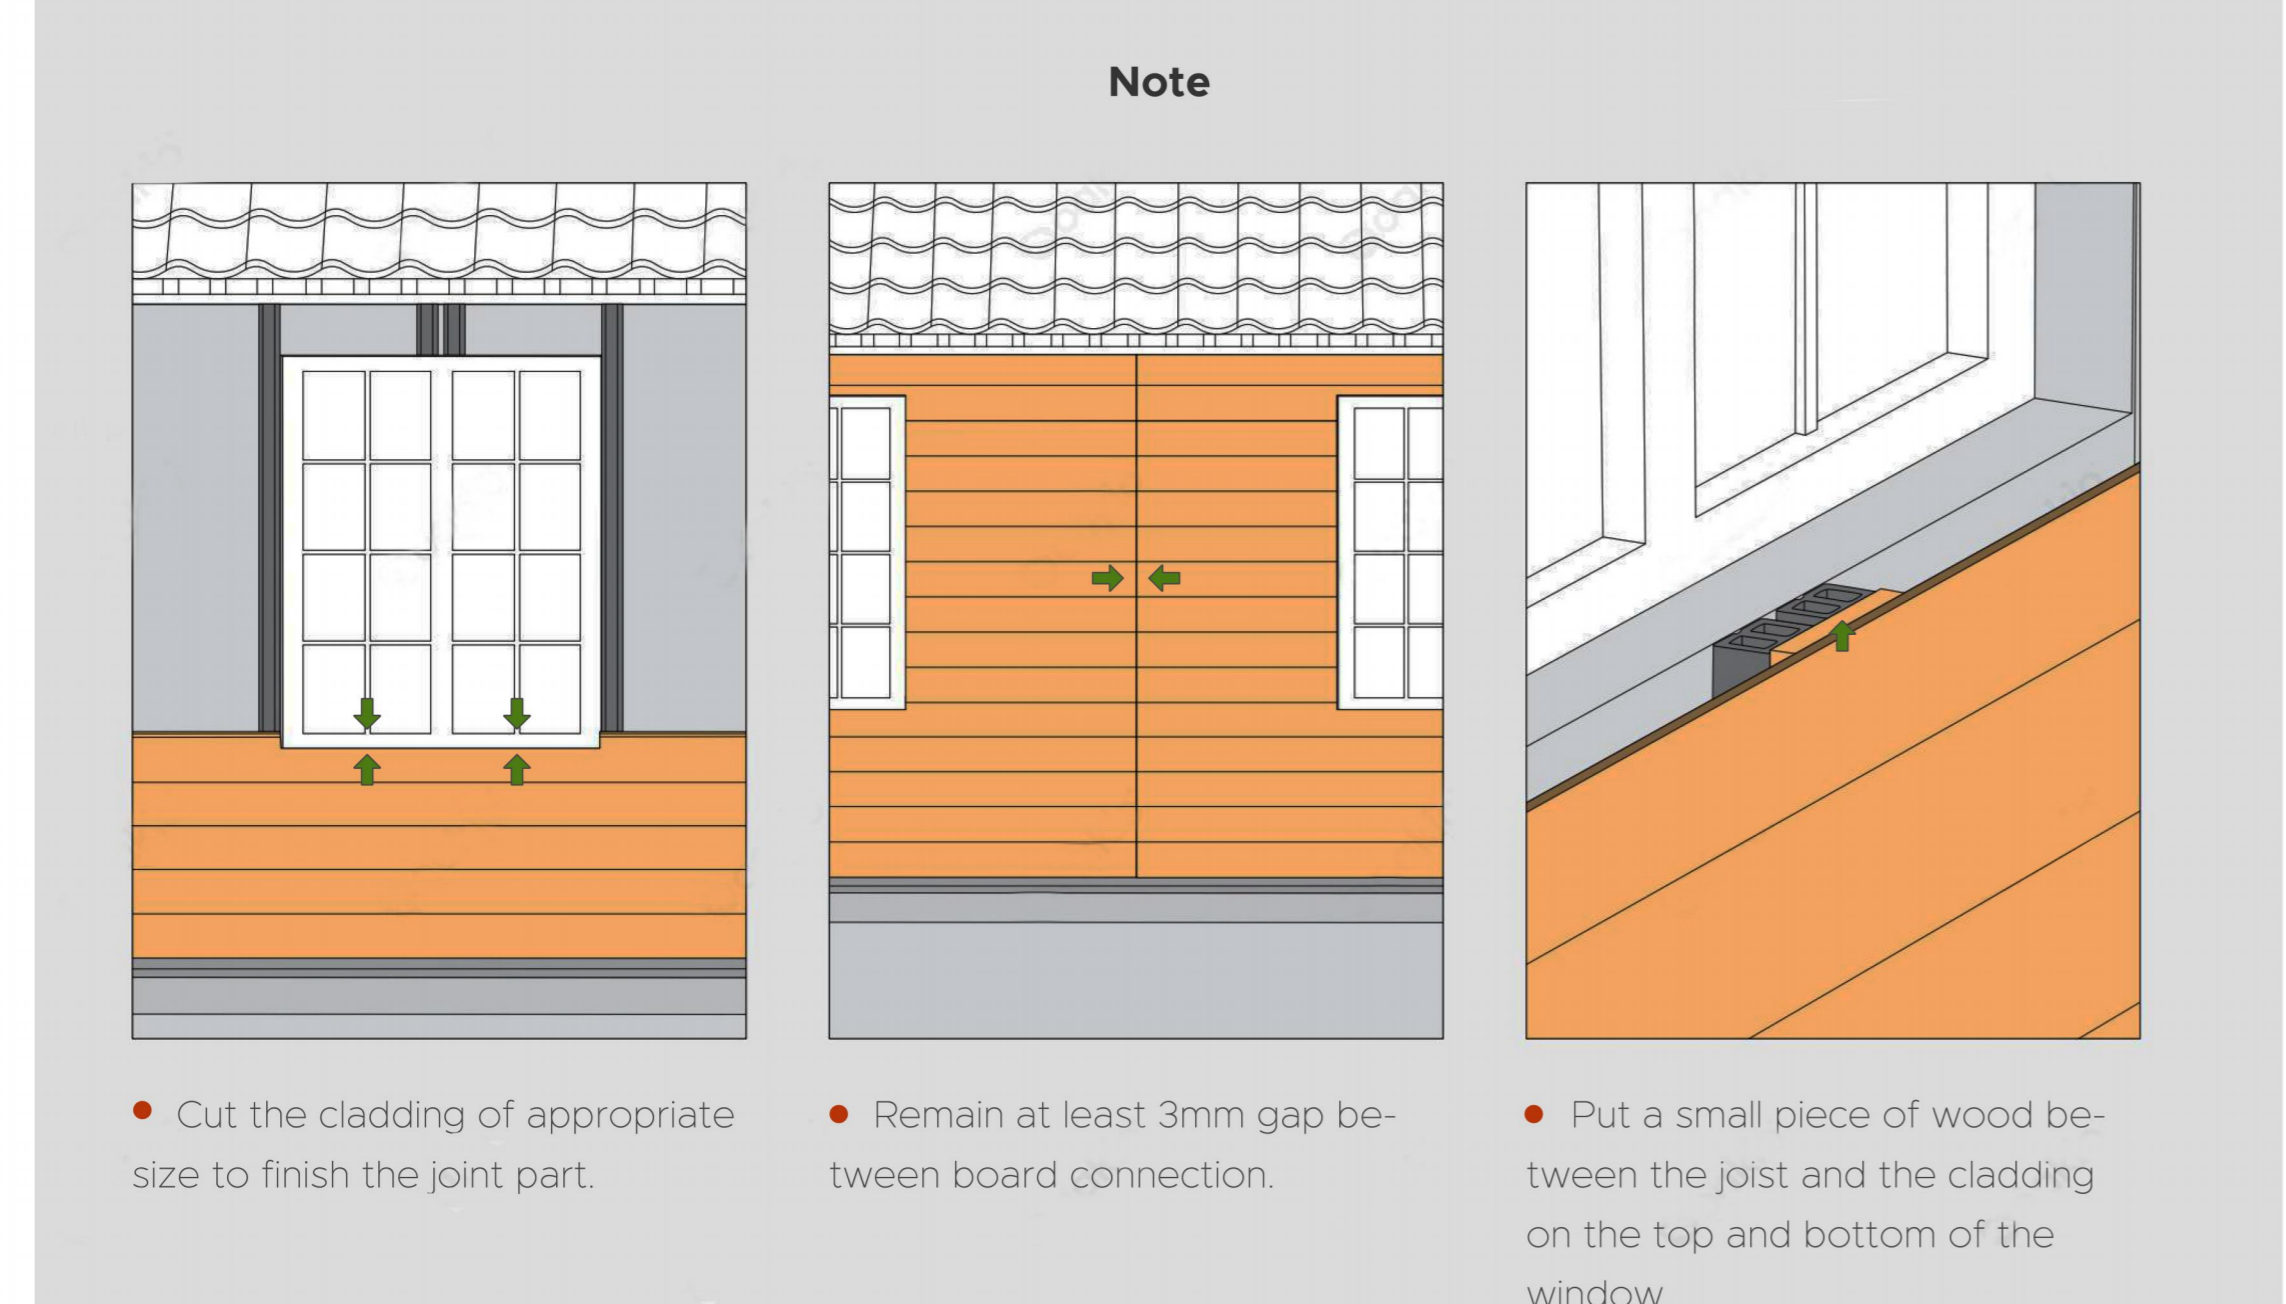 Note
● Cut the cladding of appropriate
size to finish the joint part.
● Remain at least 3mm gap be-
tween board connection.
● Put a small piece of wood be-
tween the joist and the cladding
on the top and bottom of the
window